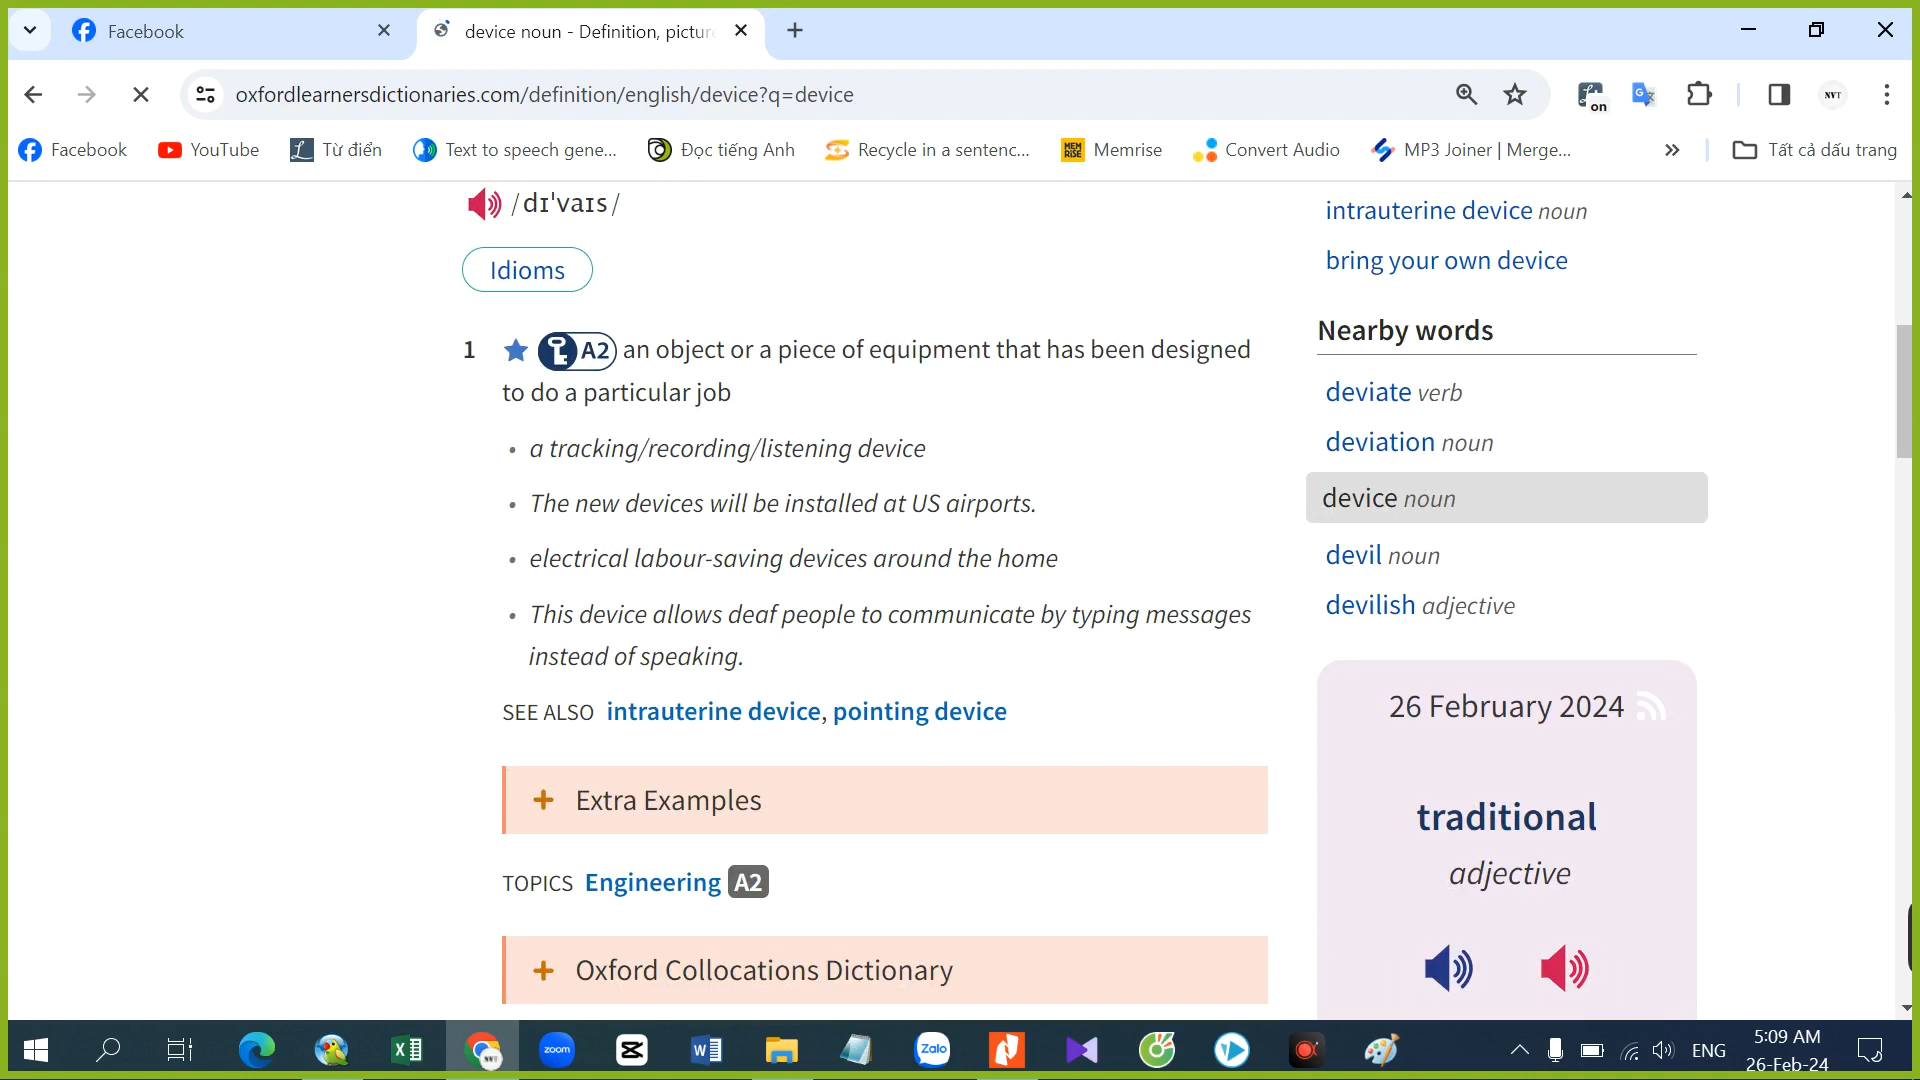 Facebook
device noun - Definition, pictur
oxfordlearnersdictionaries.com/definition/english/device?q=device
on
NVT
Facebook
YouTube
Từ điển
Text to speech gene...
Đọc tiếng Anh
Recycle in a sentenc...
Memrise
Convert Audio
MP3 Joiner | Merge...
Tất cả dấu trang
/dɪˈvaɪs/
Idioms
1 A2 an object or a piece of equipment that has been designed
to do a particular job
• a tracking/recording/listening device
• The new devices will be installed at US airports.
• electrical labour-saving devices around the home
• This device allows deaf people to communicate by typing messages
instead of speaking.
SEE ALSO intrauterine device, pointing device
+ Extra Examples
TOPICS Engineering A2
+ Oxford Collocations Dictionary
intrauterine device noun
bring your own device
Nearby words
deviate verb
deviation noun
device noun
devil noun
devilish adjective
26 February 2024
traditional
adjective
zoom
Zalo
ENG
5:09 AM
26-Feb-24